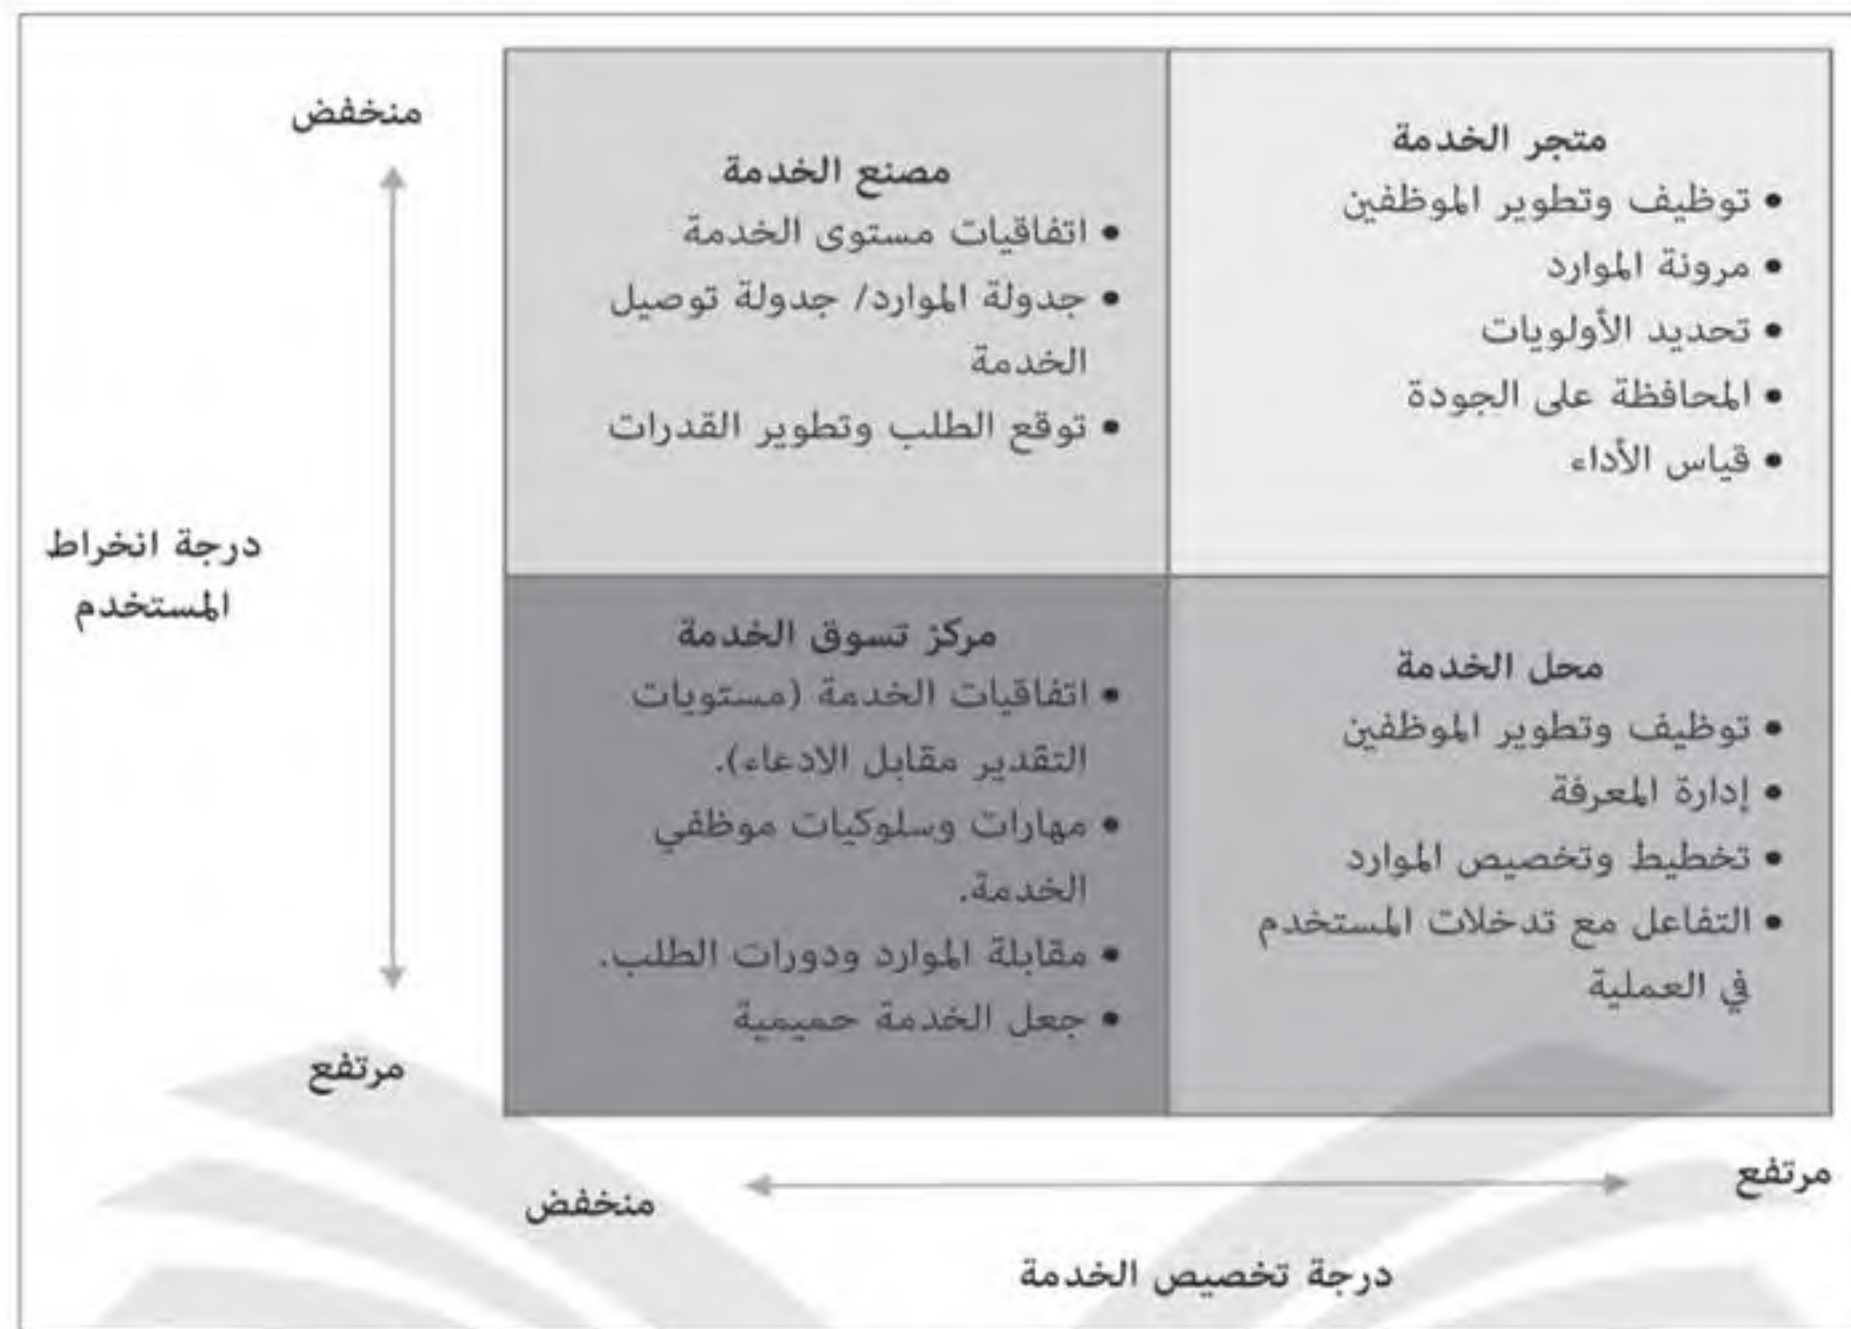 منخفض
درجة انخراط
المستخدم
مرتفع
متجر الخدمة
• توظيف وتطوير الموظفين
• مرونة الموارد
• تحديد الأولويات
• المحافظة على الجودة
• قياس الأداء
مصنع الخدمة
• اتفاقيات مستوى الخدمة
• جدولة الموارد/ جدولة توصيل
الخدمة
• توقع الطلب وتطوير القدرات
محل الخدمة
• توظيف وتطوير الموظفين
• إدارة المعرفة
• تخطيط وتخصيص الموارد
• التفاعل مع تدخلات المستخدم
في العملية
مركز تسوق الخدمة
• اتفاقيات الخدمة (مستويات
التقدير مقابل الادعاء).
• مهارات وسلوكيات موظفي
الخدمة.
• مقابلة الموارد ودورات الطلب.
• جعل الخدمة حميمية
مرتفع
منخفض
درجة تخصيص الخدمة